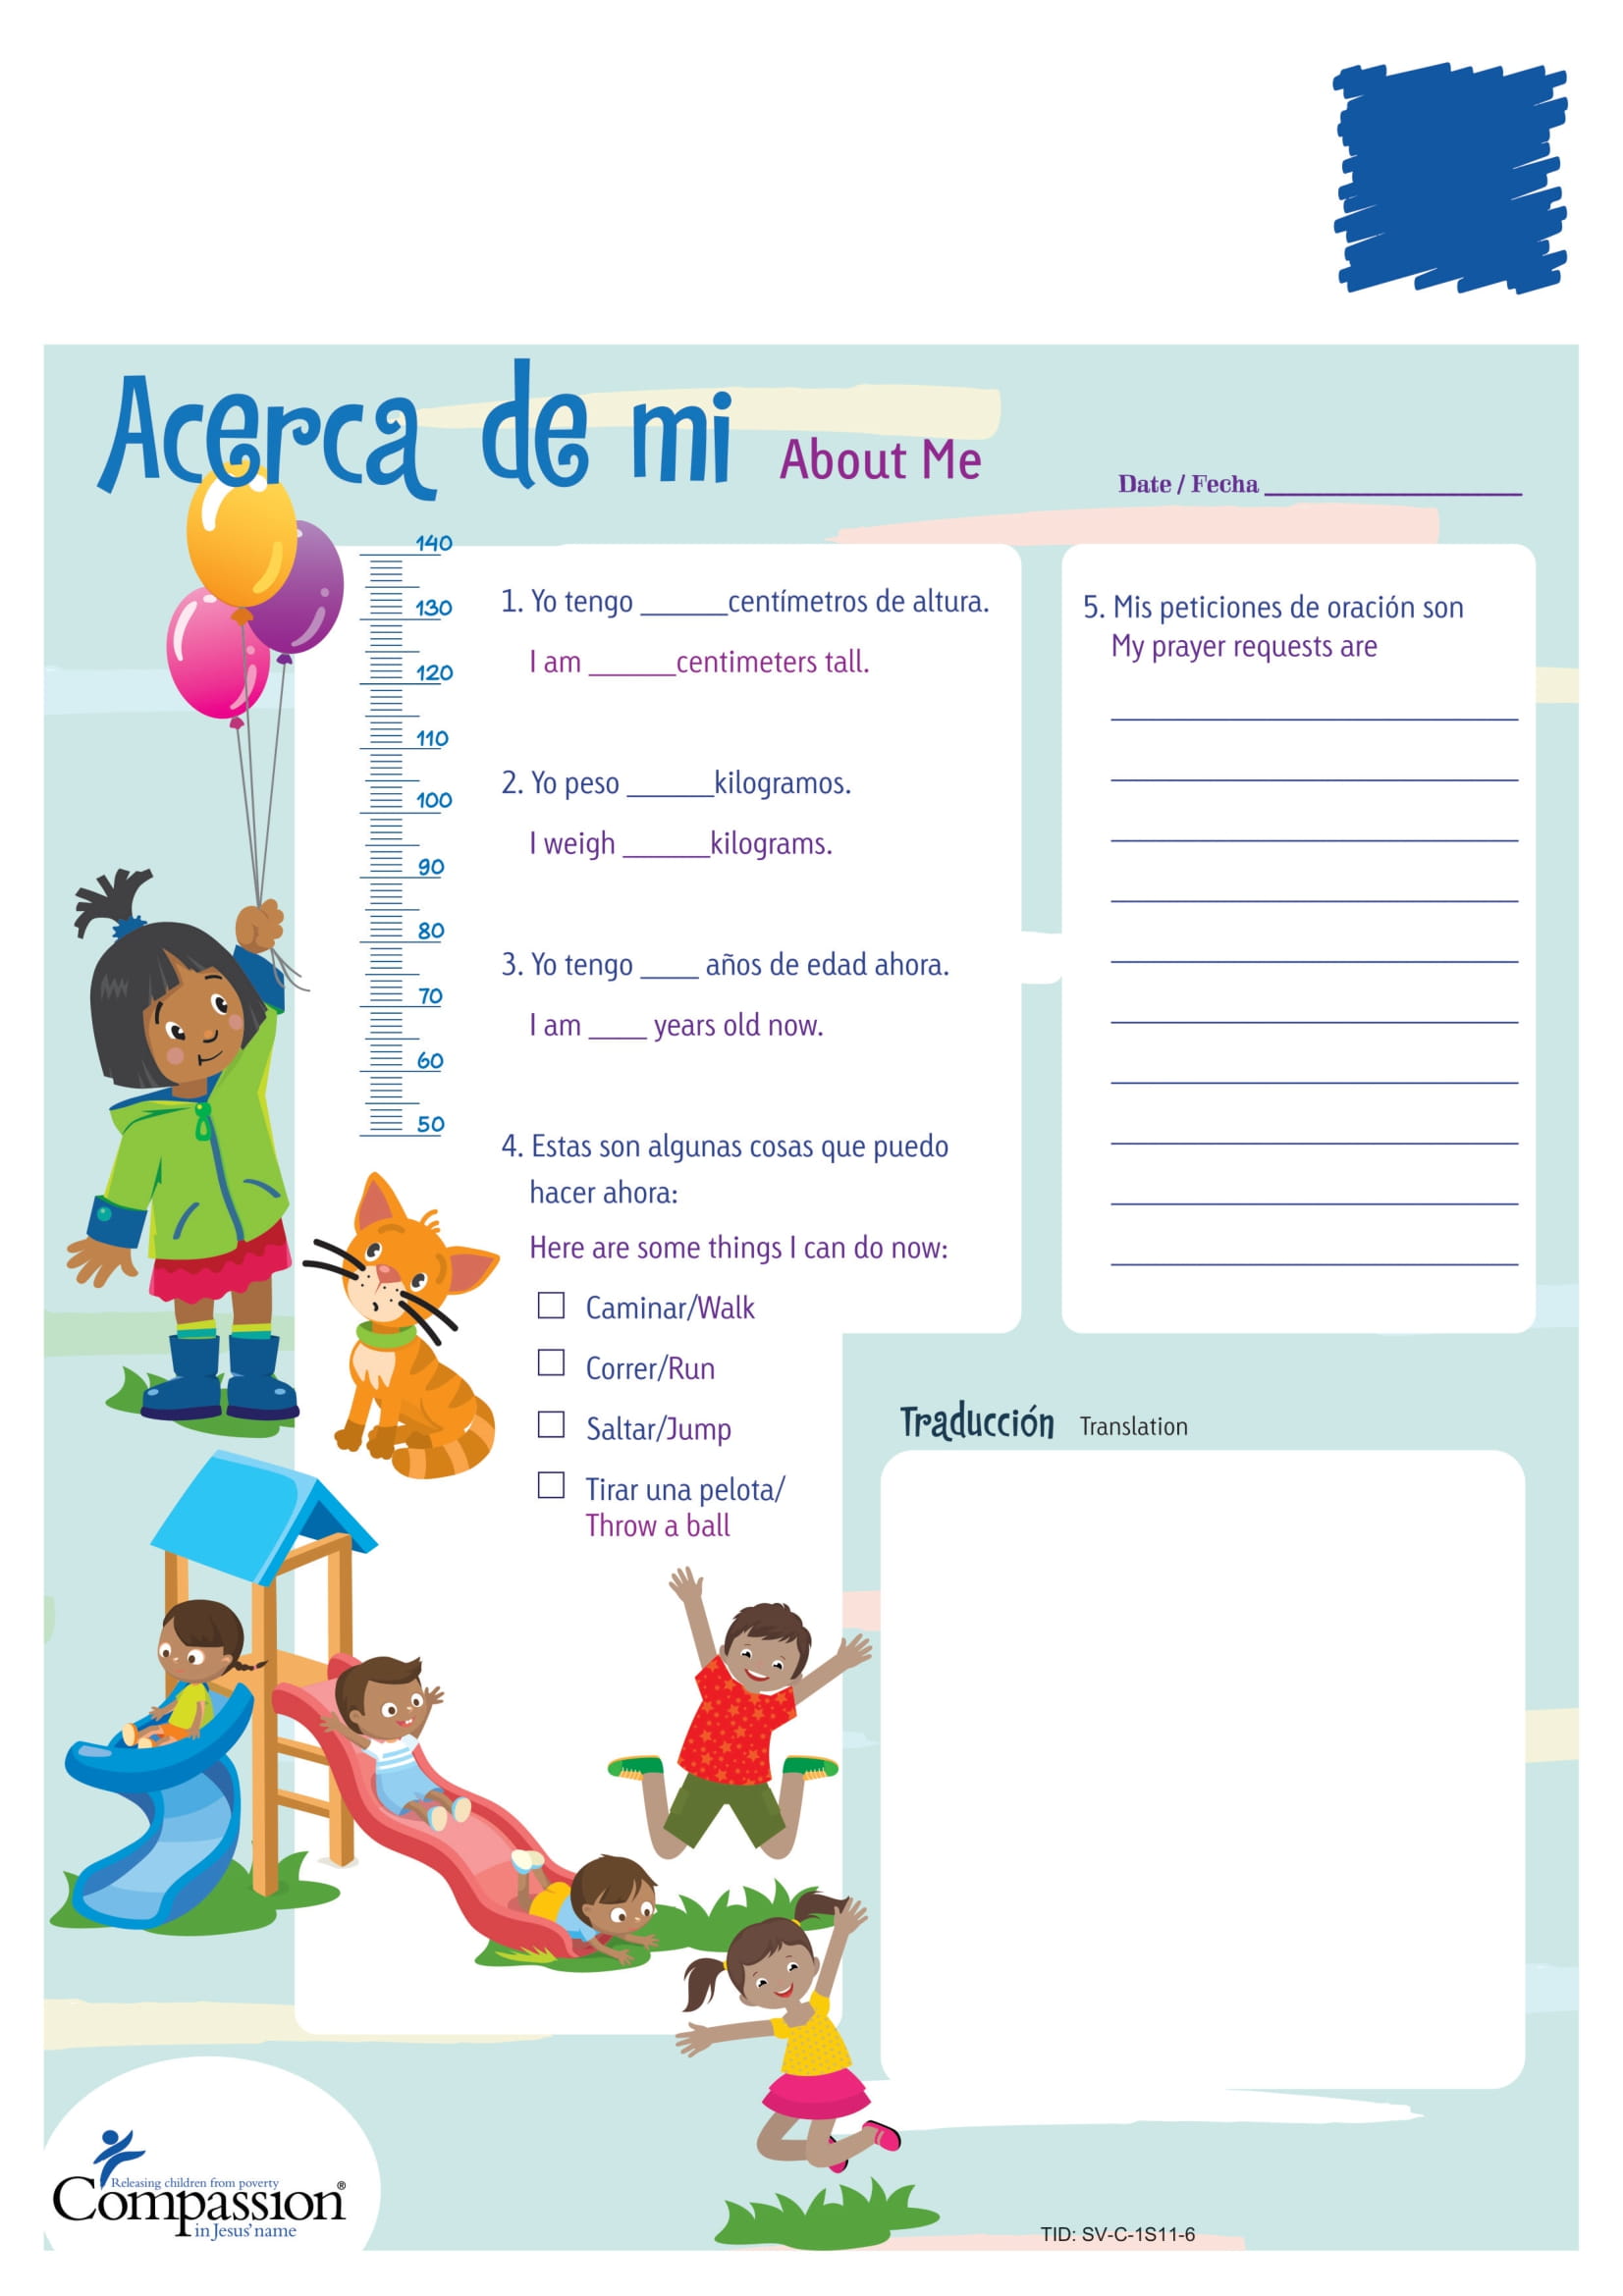 Acerca de mi About Me
Date / Fecha
140
130
120
110
100
90
80
70
60
50
1. Yo tengo ______centímetros de altura.
I am ______centimeters tall.
2. Yo peso ______kilogramos.
I weigh ______kilograms.
3. Yo tengo ____ años de edad ahora.
I am ____ years old now.
4. Estas son algunas cosas que puedo
hacer ahora:
Here are some things I can do now:
Caminar/Walk
Correr/Run
Saltar/Jump
Tirar una pelota/
Throw a ball
5. Mis peticiones de oración son
My prayer requests are
Traducción Translation
Releasing children from poverty
Compassion®
in Jesus' name
TID: SV-C-1S11-6